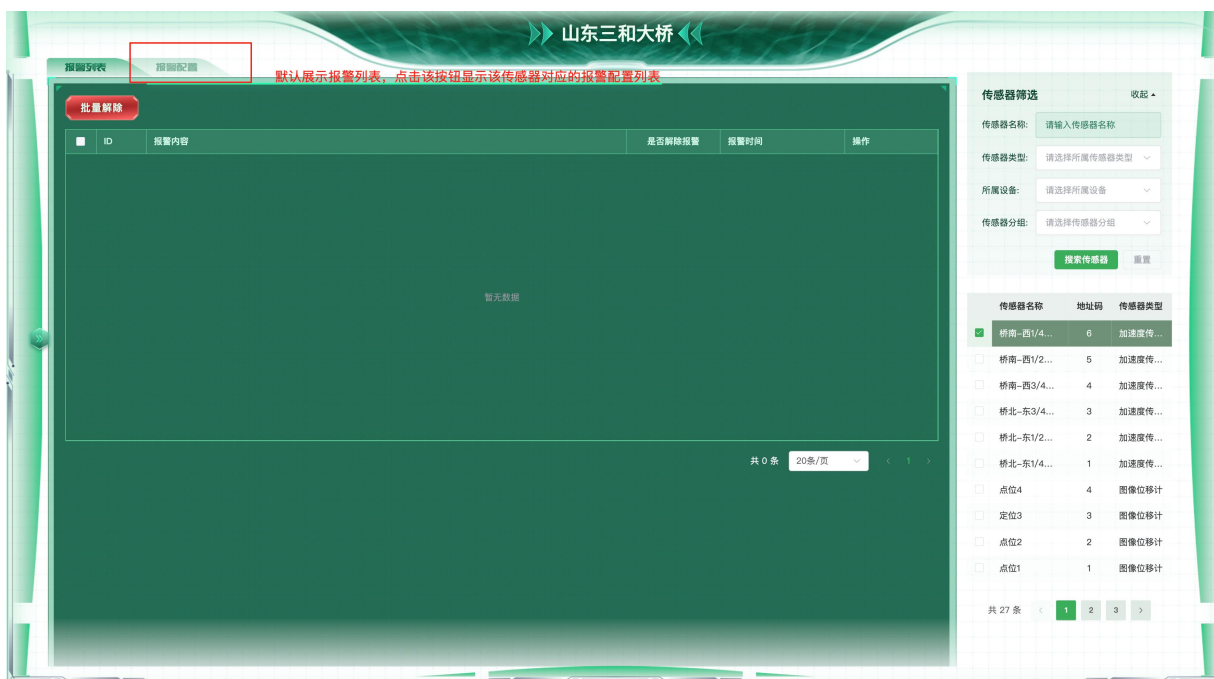 山东三和大桥
报警列表 报警配置
默认展示报警列表，点击该按钮显示该传感器对应的报警配置列表
批量解除
ID 报警内容 是否解除报警 报警时间 操作
暂无数据
共 0 条 20条/页 < 1 >
传感器筛选 收起
传感器名称: 请输入传感器名称
传感器类型: 请选择所属传感器类型
所属设备: 请选择所属设备
传感器分组: 请选择传感器分组
搜索传感器 重置
传感器名称 地址码 传感器类型
桥南-西1/4... 6 加速度传...
桥南-西1/2... 5 加速度传...
桥南-西3/4... 4 加速度传...
桥北-东3/4... 3 加速度传...
桥北-东1/2... 2 加速度传...
桥北-东1/4... 1 加速度传...
点位4 4 图像位移计
定位3 3 图像位移计
点位2 2 图像位移计
点位1 1 图像位移计
共 27 条 < 1 2 3 >